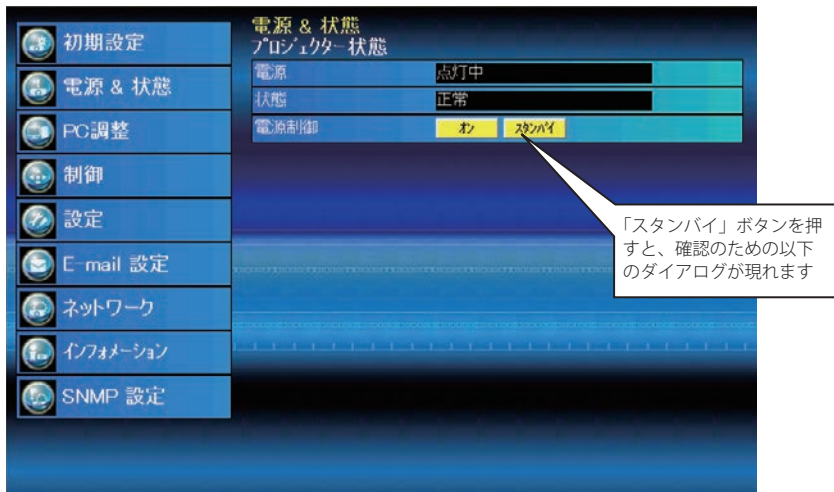 初期設定
電源 & 状態
PC調整
制御
設定
E-mail 設定
ネットワーク
インフォメーション
SNMP 設定
電源 & 状態
プロジェクター状態
電源 点灯中
状態 正常
電源制御 オン スタンバイ
「スタンバイ」ボタンを押
すと、確認のための以下
のダイアログが現れます